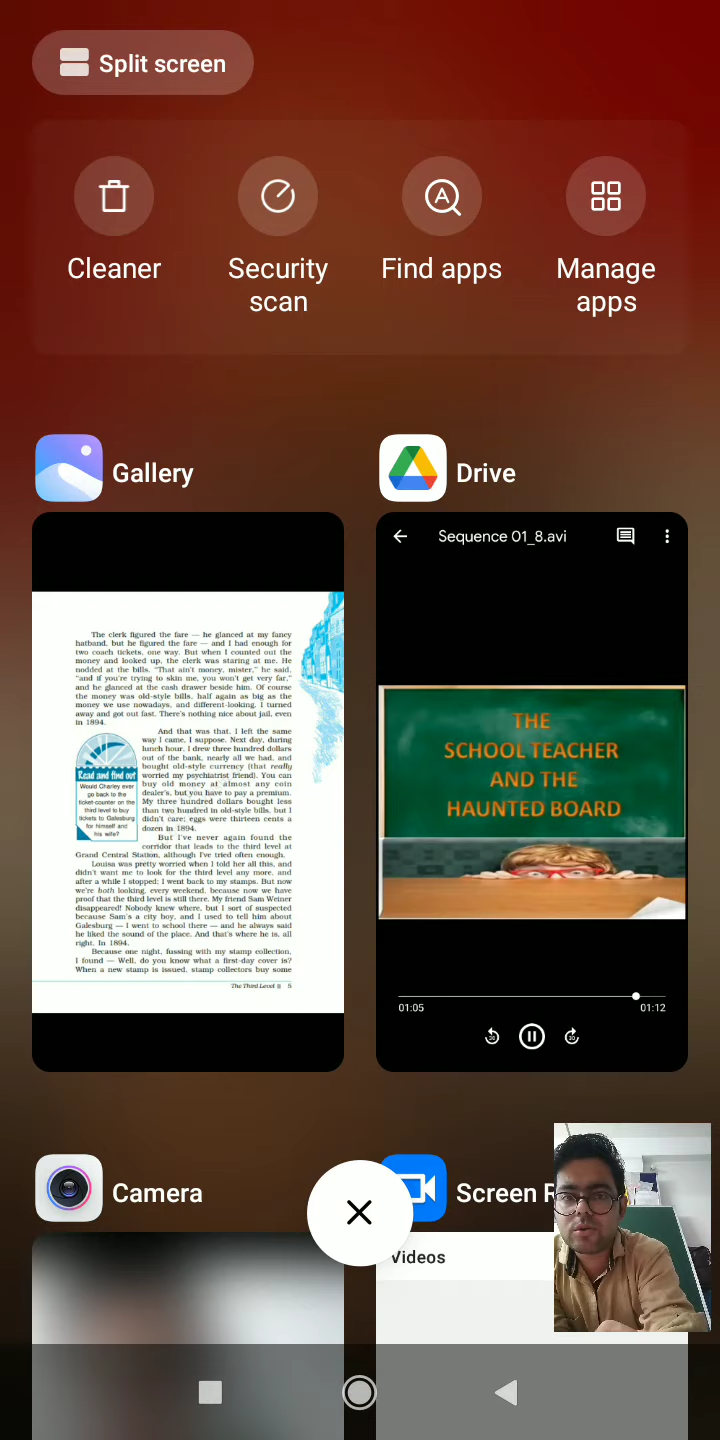 Split screen
Cleaner
Security
scan
Find apps
Manage
apps
Gallery
Drive
The clerk figured the fare — he glanced at my fancy
hatband, but he figured the fare — and I had enough for
two coach tickets, one way. But when I counted out the
money and looked up, the clerk was staring at me. He
nodded at the bills. "That ain't money, mister," he said,
"and if you're trying to skin me, you won't get very far,"
and he glanced at the cash drawer beside him. Of course
the money was old-style bills, half again as big as the
money we use nowadays, and different-looking. I turned
away and got out fast. There's nothing nice about jail, even
in 1894.
And that was that. I left the same
way I came, I suppose. Next day, during
lunch hour, I drew three hundred dollars
out of the bank, nearly all we had, and
bought old-style currency (that really
worried my psychiatrist friend). You can
buy old money at almost any coin
dealer's, but you have to pay a premium.
My three hundred dollars bought less
than two hundred in old-style bills, but I
didn't care; eggs were thirteen cents a
dozen in 1894.
But I've never again found the
corridor that leads to the third level at
Grand Central Station, although I've tried often enough.
Louisa was pretty worried when I told her all this, and
didn't want me to look for the third level any more, and
after a while I stopped; I went back to my stamps. But now
we're both looking, every weekend, because now we have
proof that the third level is still there. My friend Sam Weiner
disappeared! Nobody knew where, but I sort of suspected
because Sam's a city boy, and I used to tell him about
Galesburg — I went to school there — and he always said
he liked the sound of the place. And that's where he is, all
right. In 1894.
Because one night, fussing with my stamp collection,
I found — Well, do you know what a first-day cover is?
When a new stamp is issued, stamp collectors buy some
Read and find out
Would Charley ever
go back to the
ticket-counter on the
third level to buy
tickets to Galesburg
for himself and
his wife?
The Third Level 5
Sequence 01_8.avi
THE
SCHOOL TEACHER
AND THE
HAUNTED BOARD
01:05
01:12
Camera
Screen
Videos